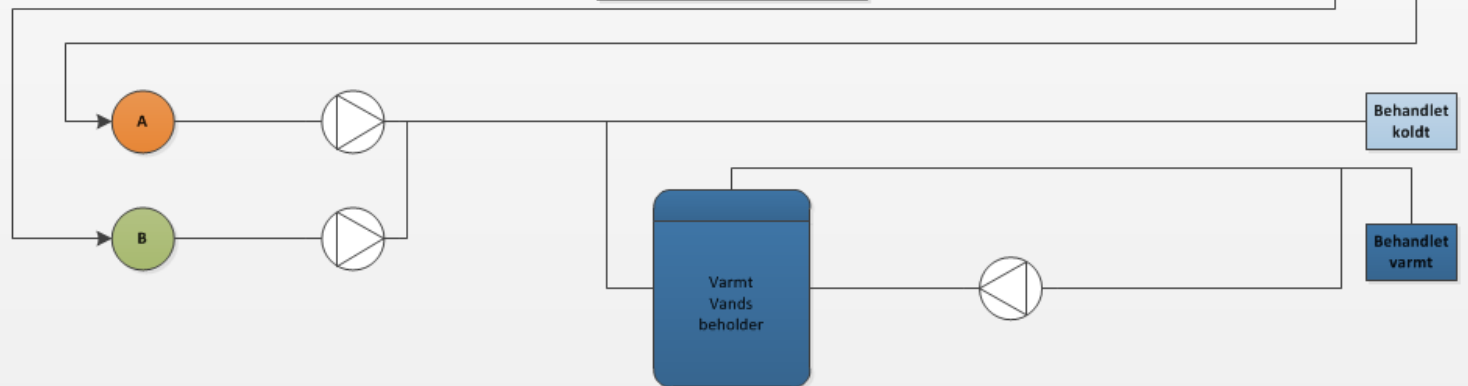 A
Behandlet
koldt
B
Behandlet
varmt
Varmt
Vands
beholder